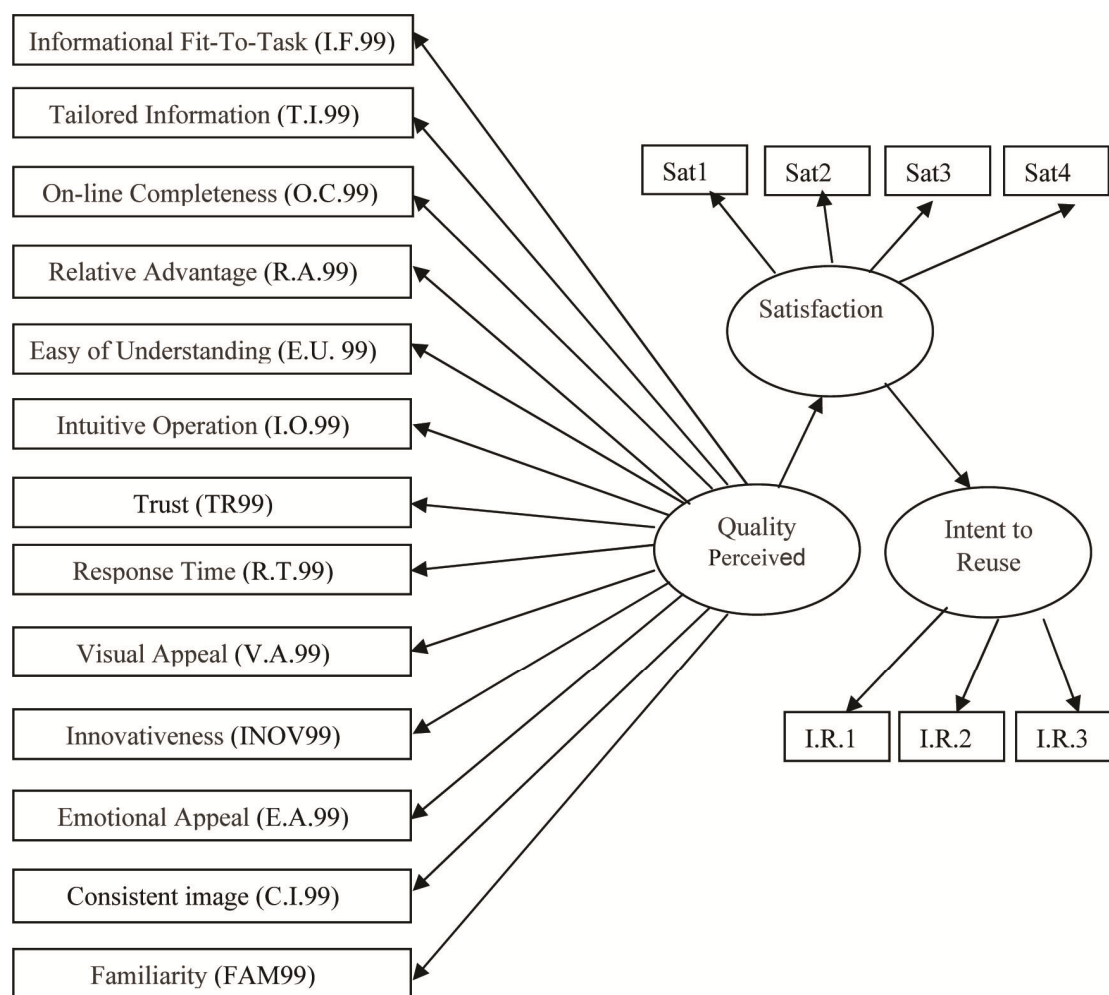 Informational Fit-To-Task (I.F.99)
Tailored Information (T.I.99)
On-line Completeness (O.C.99)
Relative Advantage (R.A.99)
Easy of Understanding (E.U. 99)
Intuitive Operation (I.O.99)
Trust (TR99)
Response Time (R.T.99)
Visual Appeal (V.A.99)
Innovativeness (INOV99)
Emotional Appeal (E.A.99)
Consistent image (C.I.99)
Familiarity (FAM99)
Quality
Perceived
Sat1
Sat2
Sat3
Sat4
Satisfaction
Intent to
Reuse
I.R.1
I.R.2
I.R.3